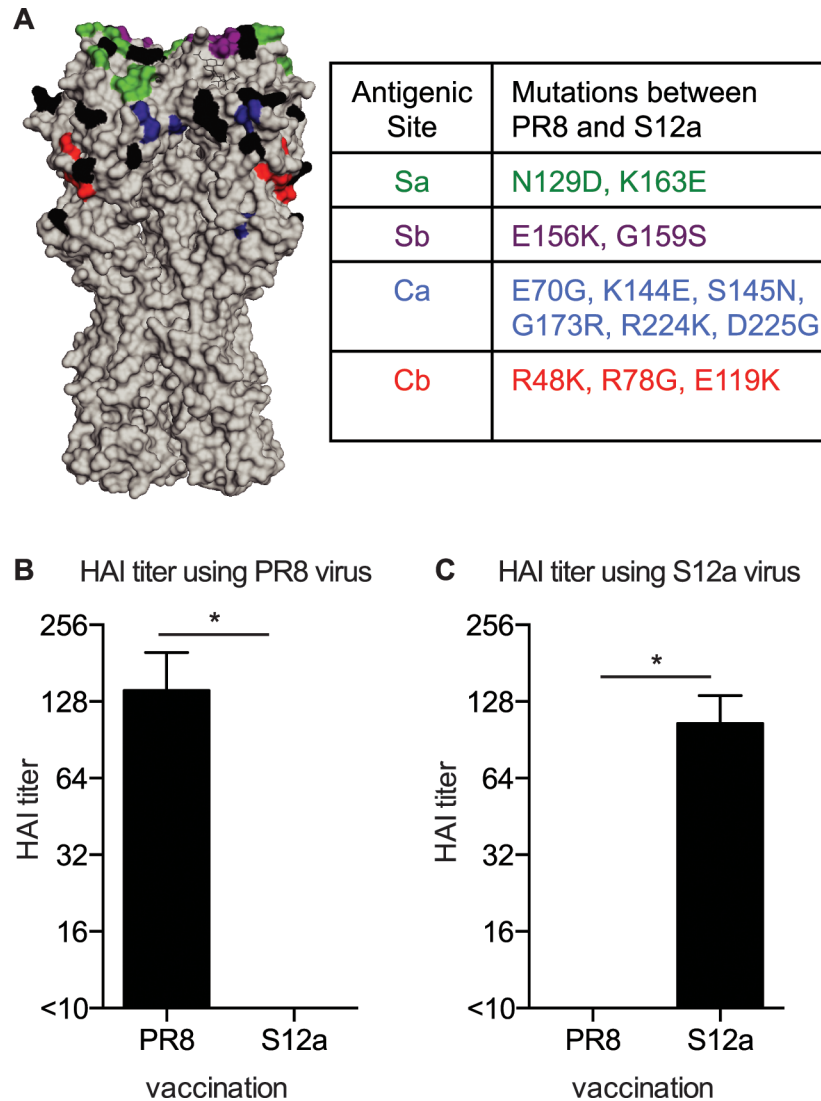 A
Antigenic
Site
Mutations between
PR8 and S12a
Sa
N129D, K163E
Sb
E156K, G159S
Ca
E70G, K144E, S145N,
G173R, R224K, D225G
Cb
R48K, R78G, E119K
B
HAI titer using PR8 virus
*
256
128
64
32
16
<10
HAI titer
PR8
S12a
vaccination
C
HAI titer using S12a virus
*
256
128
64
32
16
<10
HAI titer
PR8
S12a
vaccination